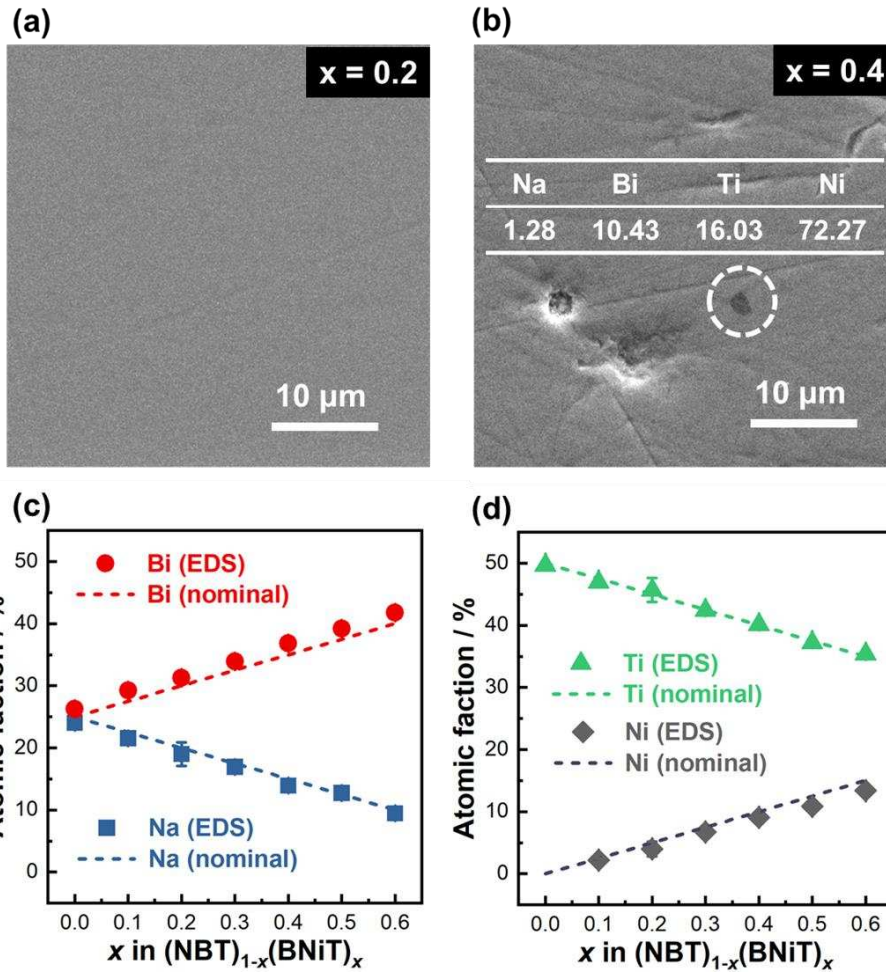 (a)
x = 0.2
10 µm
(b)
x = 0.4
Na Bi Ti Ni
1.28 10.43 16.03 72.27
10 µm
(c)
50
40
30
20
10
0
Bi (EDS)
Bi (nominal)
Na (EDS)
Na (nominal)
0.0 0.1 0.2 0.3 0.4 0.5 0.6
x in (NBT)1-x(BNiT)x
(d)
Atomic faction / %
50
40
30
20
10
0
Ti (EDS)
Ti (nominal)
Ni (EDS)
Ni (nominal)
0.0 0.1 0.2 0.3 0.4 0.5 0.6
x in (NBT)1-x(BNiT)x